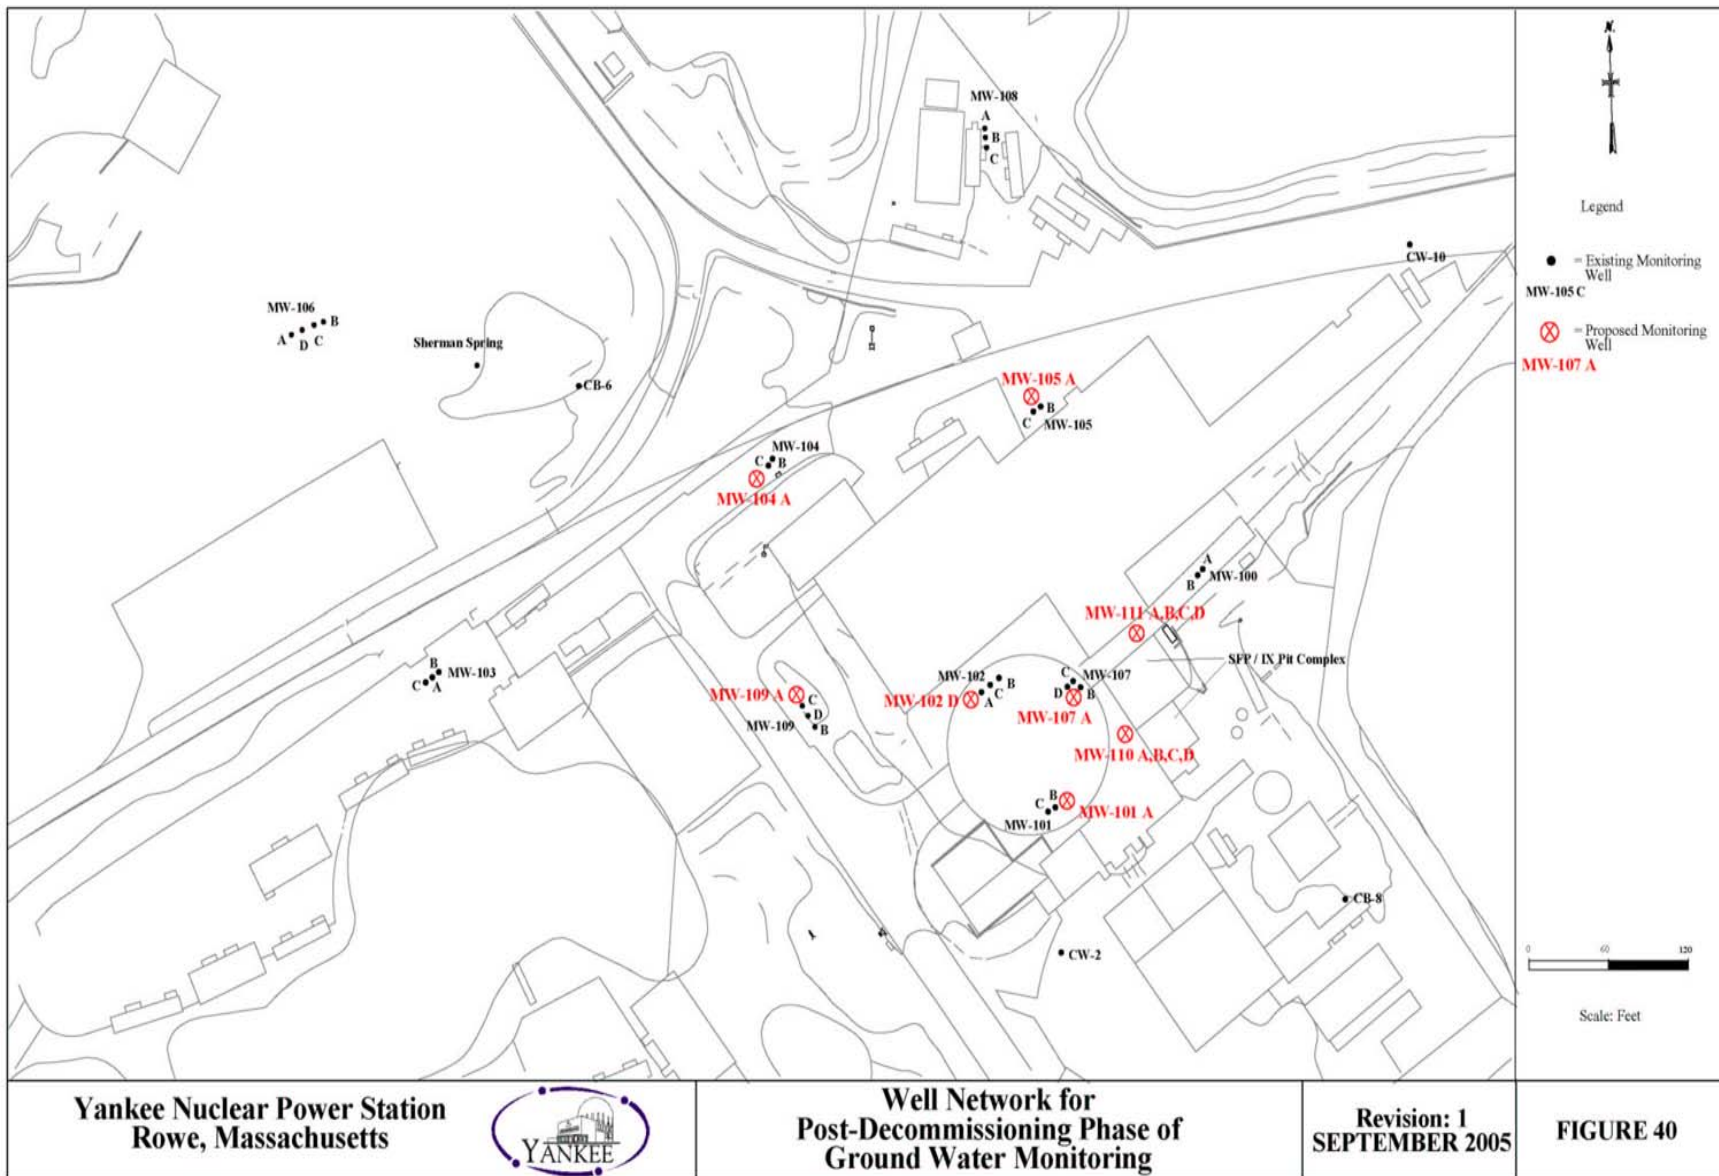 MW-108
A
B
C
CW-10
MW-106
A
D
C
B
Sherman Spring
CB-6
MW-105 A
B
C
MW-105
MW-104
C
B
MW-104 A
A
B
MW-100
MW-111 A,B,C,D
SFP / IX Pit Complex
B
MW-103
C
A
MW-109 A
C
D
MW-109
B
MW-102
B
C
A
MW-102 D
C
MW-107
D
B
MW-107 A
MW-110 A,B,C,D
B
C
MW-101
MW-101 A
CB-8
CW-2
N
Legend
= Existing Monitoring
Well
MW-105 C
= Proposed Monitoring
Well
MW-107 A
0 60 120
Scale: Feet
Yankee Nuclear Power Station
Rowe, Massachusetts
YANKEE
Well Network for
Post-Decommissioning Phase of
Ground Water Monitoring
Revision: 1
SEPTEMBER 2005
FIGURE 40